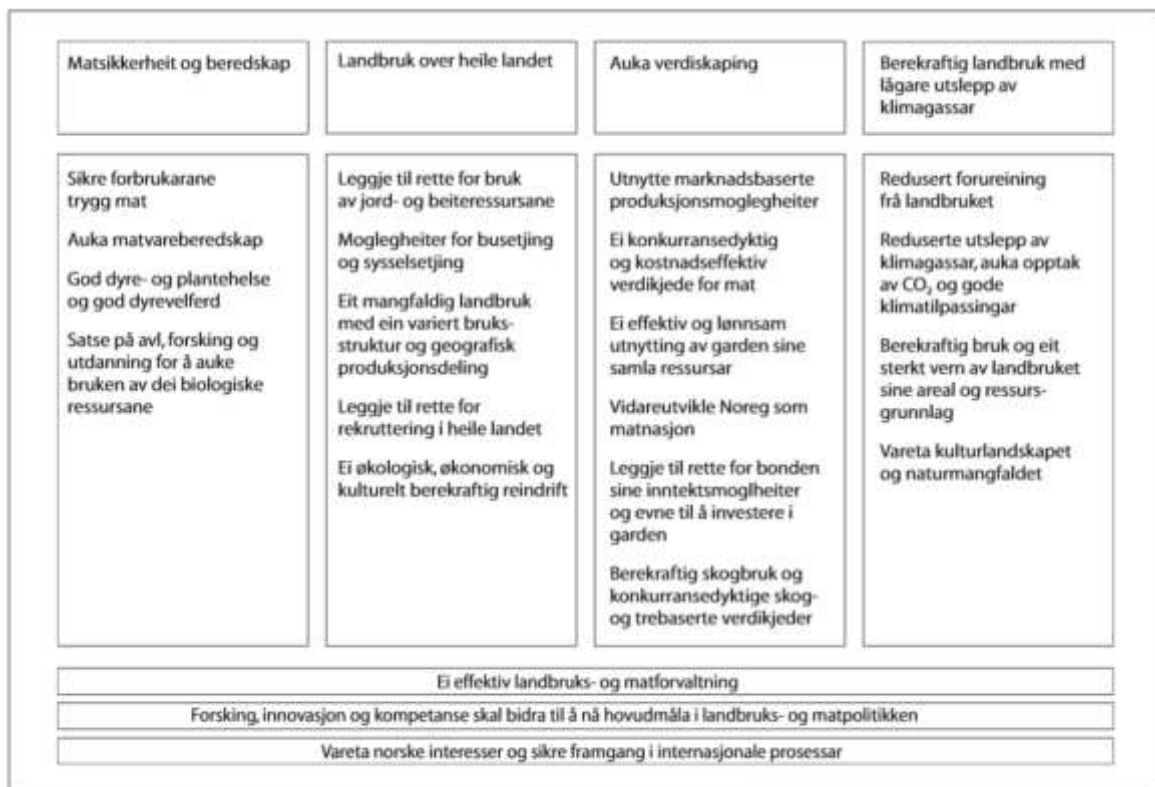 Matsikkerheit og beredskap
Landbruk over heile landet
Auka verdiskaping
Berekraftig landbruk med
lågare utslepp av
klimagassar
Sikre forbrukarane
trygg mat
Auka matvareberedskap
God dyre- og plantehelse
og god dyrevelferd
Satse på avl, forsking og
utdanning for å auke
bruken av dei biologiske
ressursane
Leggje til rette for bruk
av jord- og beiteressursane
Moglegheiter for busetjing
og sysselsetjing
Eit mangfaldig landbruk
med ein variert bruks-
struktur og geografisk
produksjonsdeling
Leggje til rette for
rekruttering i heile landet
Ei økologisk, økonomisk og
kulturelt berekraftig reindrift
Utnytte marknadsbaserte
produksjonsmoglegheiter
Ei konkurransedyktig
og kostnadseffektiv
verdikjede for mat
Ei effektiv og lønnsam
utnytting av garden sine
samla ressursar
Vidareutvikle Noreg som
matnasjon
Leggje til rette for bonden
sine inntektsmoglheiter
og evne til å investere i
garden
Berekraftig skogbruk og
konkurransedyktige skog-
og trebaserte verdikjeder
Redusert forureining
frå landbruket
Reduserte utslepp av
klimagassar, auka opptak
av CO₂ og gode
klimatilpassingar
Berekraftig bruk og eit
sterkt vern av landbruket
sine areal og ressurs-
grunnlag
Vareta kulturlandskapet
og naturmangfaldet
Ei effektiv landbruks- og matforvaltning
Forsking, innovasjon og kompetanse skal bidra til å nå hovudmåla i landbruks- og matpolitikken
Vareta norske interesser og sikre framgang i internasjonale prosessar